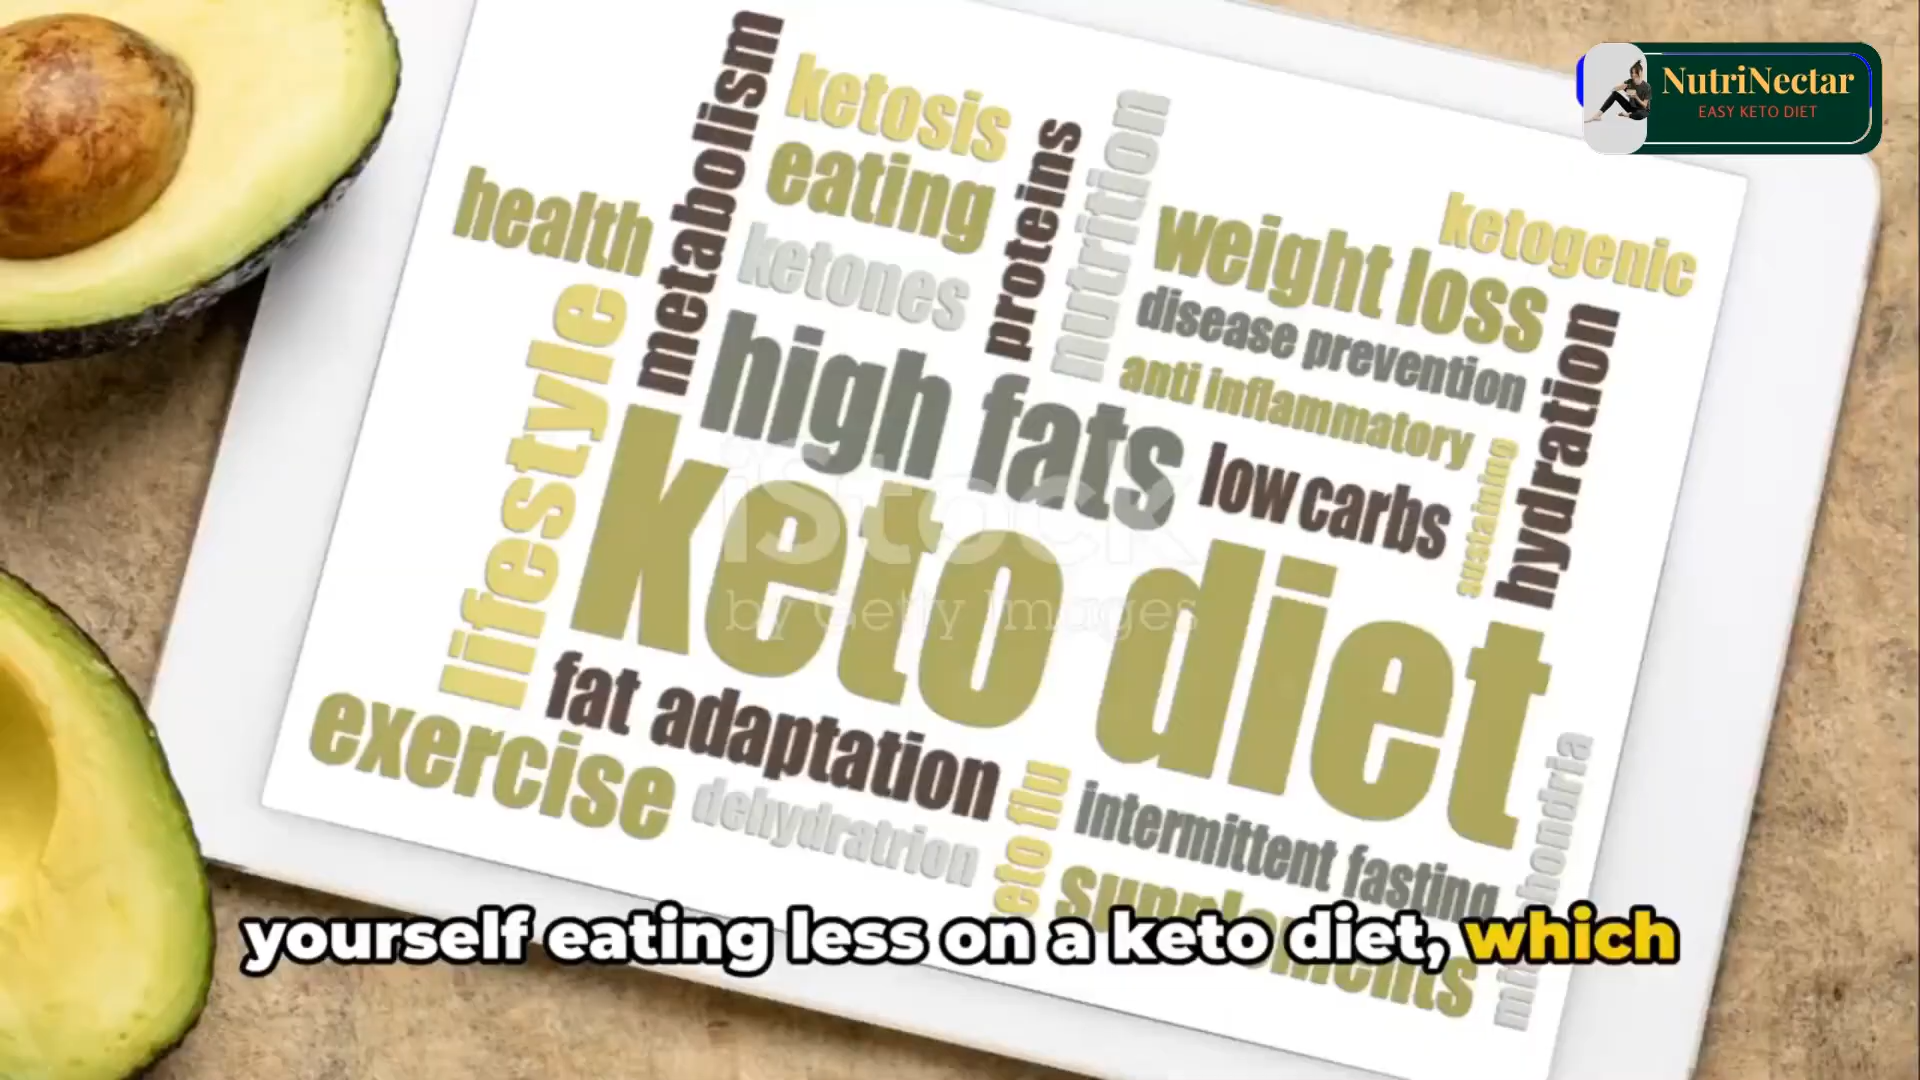 NutriNectar
EASY KETO DIET
metabolism
ketosis
eating
proteins
nutrition
health
ketones
weight loss
ketogenic
disease prevention
anti inflammatory
hydration
lifestyle
high fats
low carbs
sustaining
keto diet
iStock
by Getty Images
fat adaptation
exercise
dehydratrion
keto flu
intermittent fasting
supplements
yourself eating less on a keto diet, which